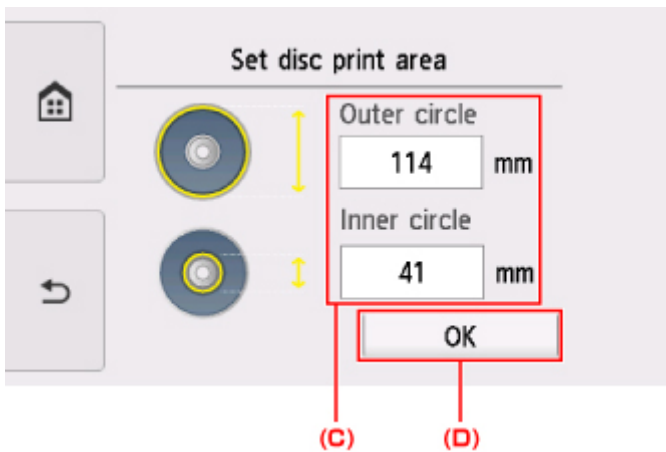 Set disc print area
Outer circle
114 mm
Inner circle
41 mm
OK
(C) (D)